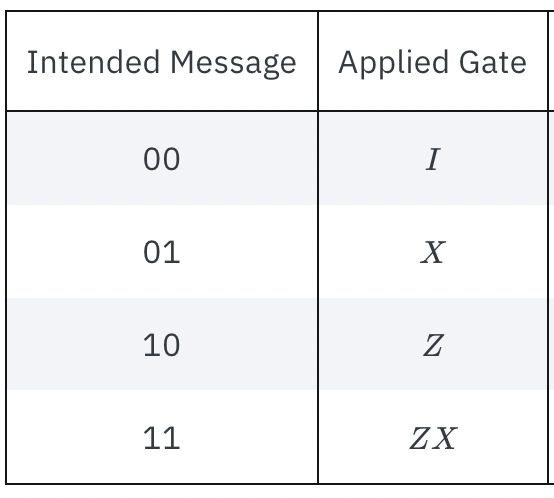 Intended Message Applied Gate
00 I
01 X
10 Z
11 ZX